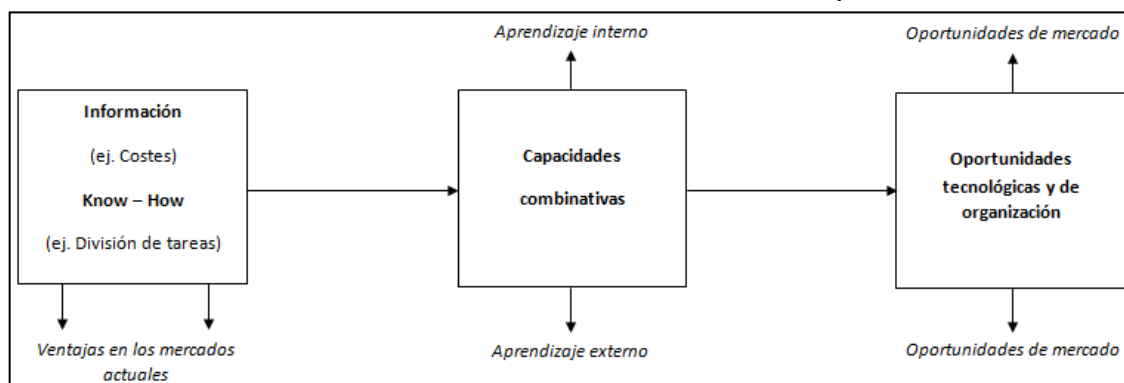 Aprendizaje interno
Oportunidades de mercado
Información
(ej. Costes)
Know – How
(ej. División de tareas)
Capacidades
combinativas
Oportunidades
tecnológicas y de
organización
Ventajas en los mercados
actuales
Aprendizaje externo
Oportunidades de mercado